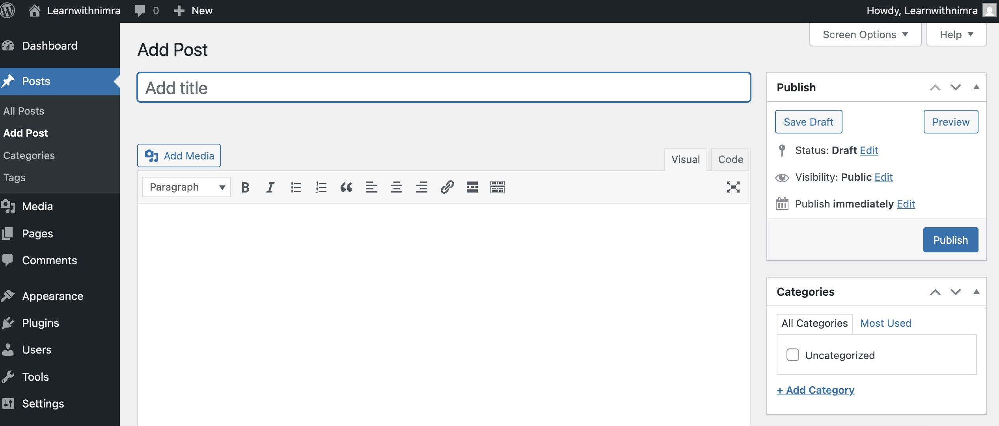 Learnwithnimra 0 New Howdy, Learnwithnimra
Screen Options Help
Dashboard
Posts
All Posts
Add Post
Categories
Tags
Media
Pages
Comments
Appearance
Plugins
Users
Tools
Settings
Add Post
Add title
Add Media
Visual Code
Paragraph B I
Publish
Save Draft Preview
Status: Draft Edit
Visibility: Public Edit
Publish immediately Edit
Publish
Categories
All Categories Most Used
Uncategorized
+ Add Category